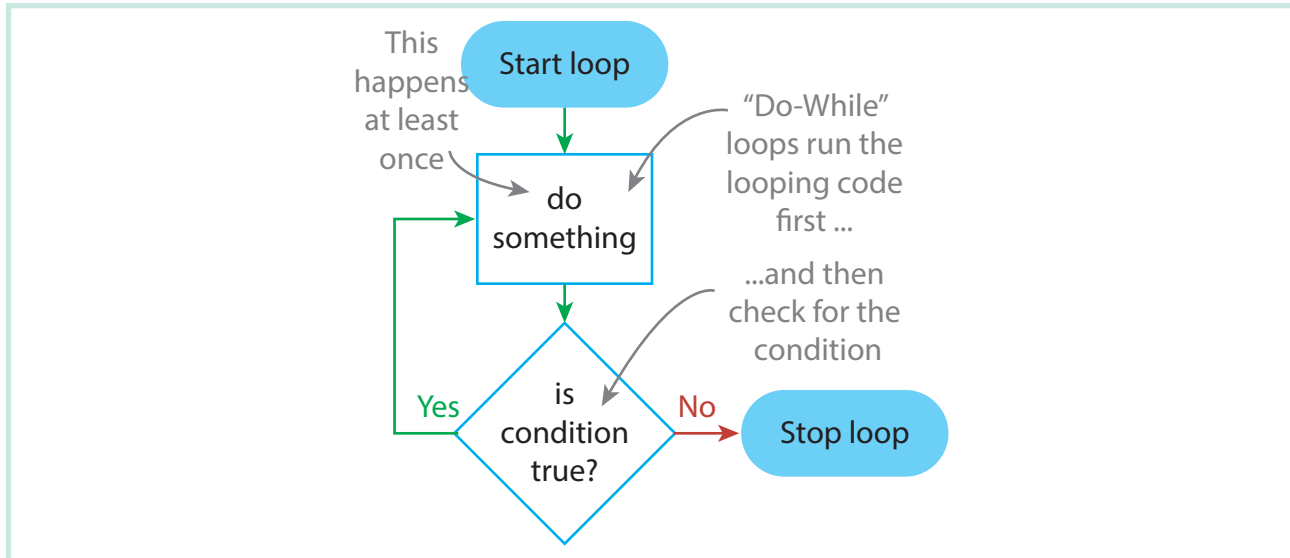 This
happens
at least
once
Start loop
"Do-While"
loops run the
looping code
first ...
do
something
...and then
check for the
condition
is
condition
true?
Yes
No
Stop loop